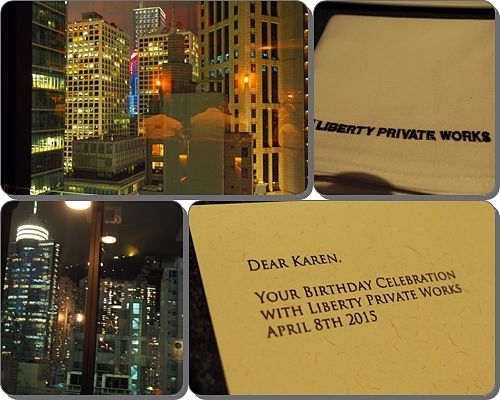 LIBERTY PRIVATE WORKS
DEAR KAREN,
YOUR BIRTHDAY CELEBRATION
WITH LIBERTY PRIVATE WORKS
APRIL 8TH 2015